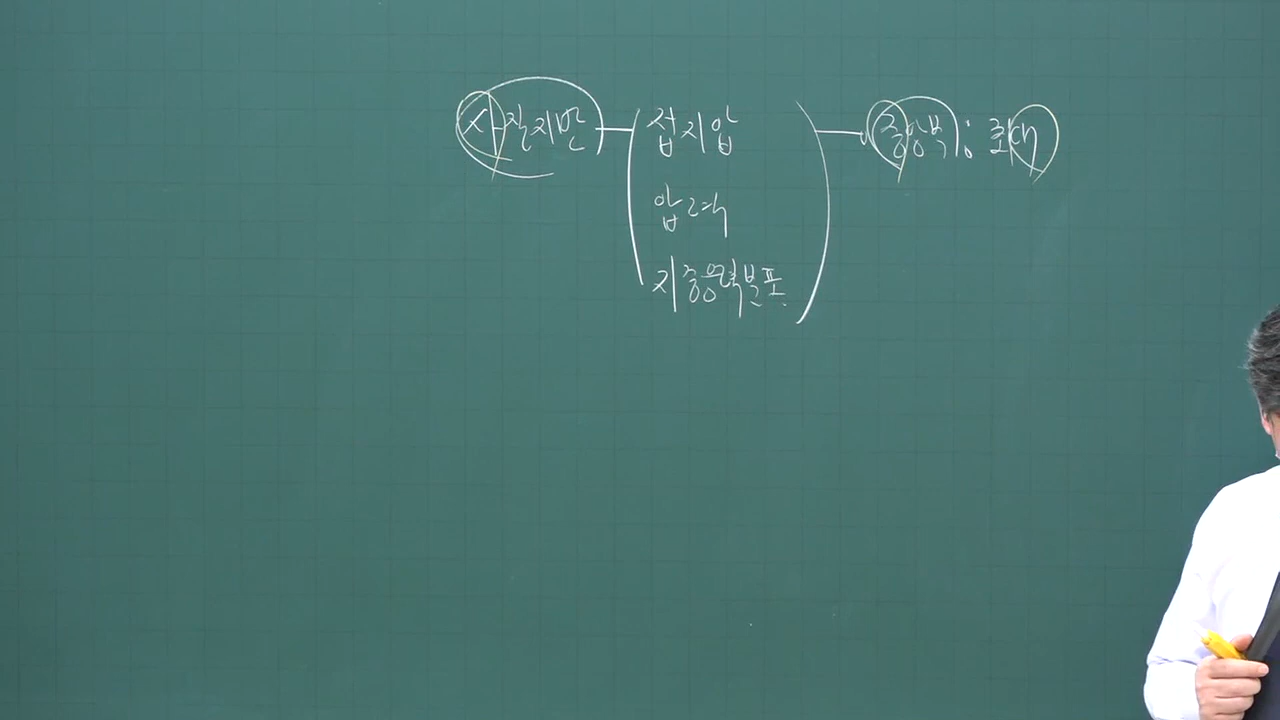 사질지반 접지압 중앙부 ; 최대
압력
지중응력분포